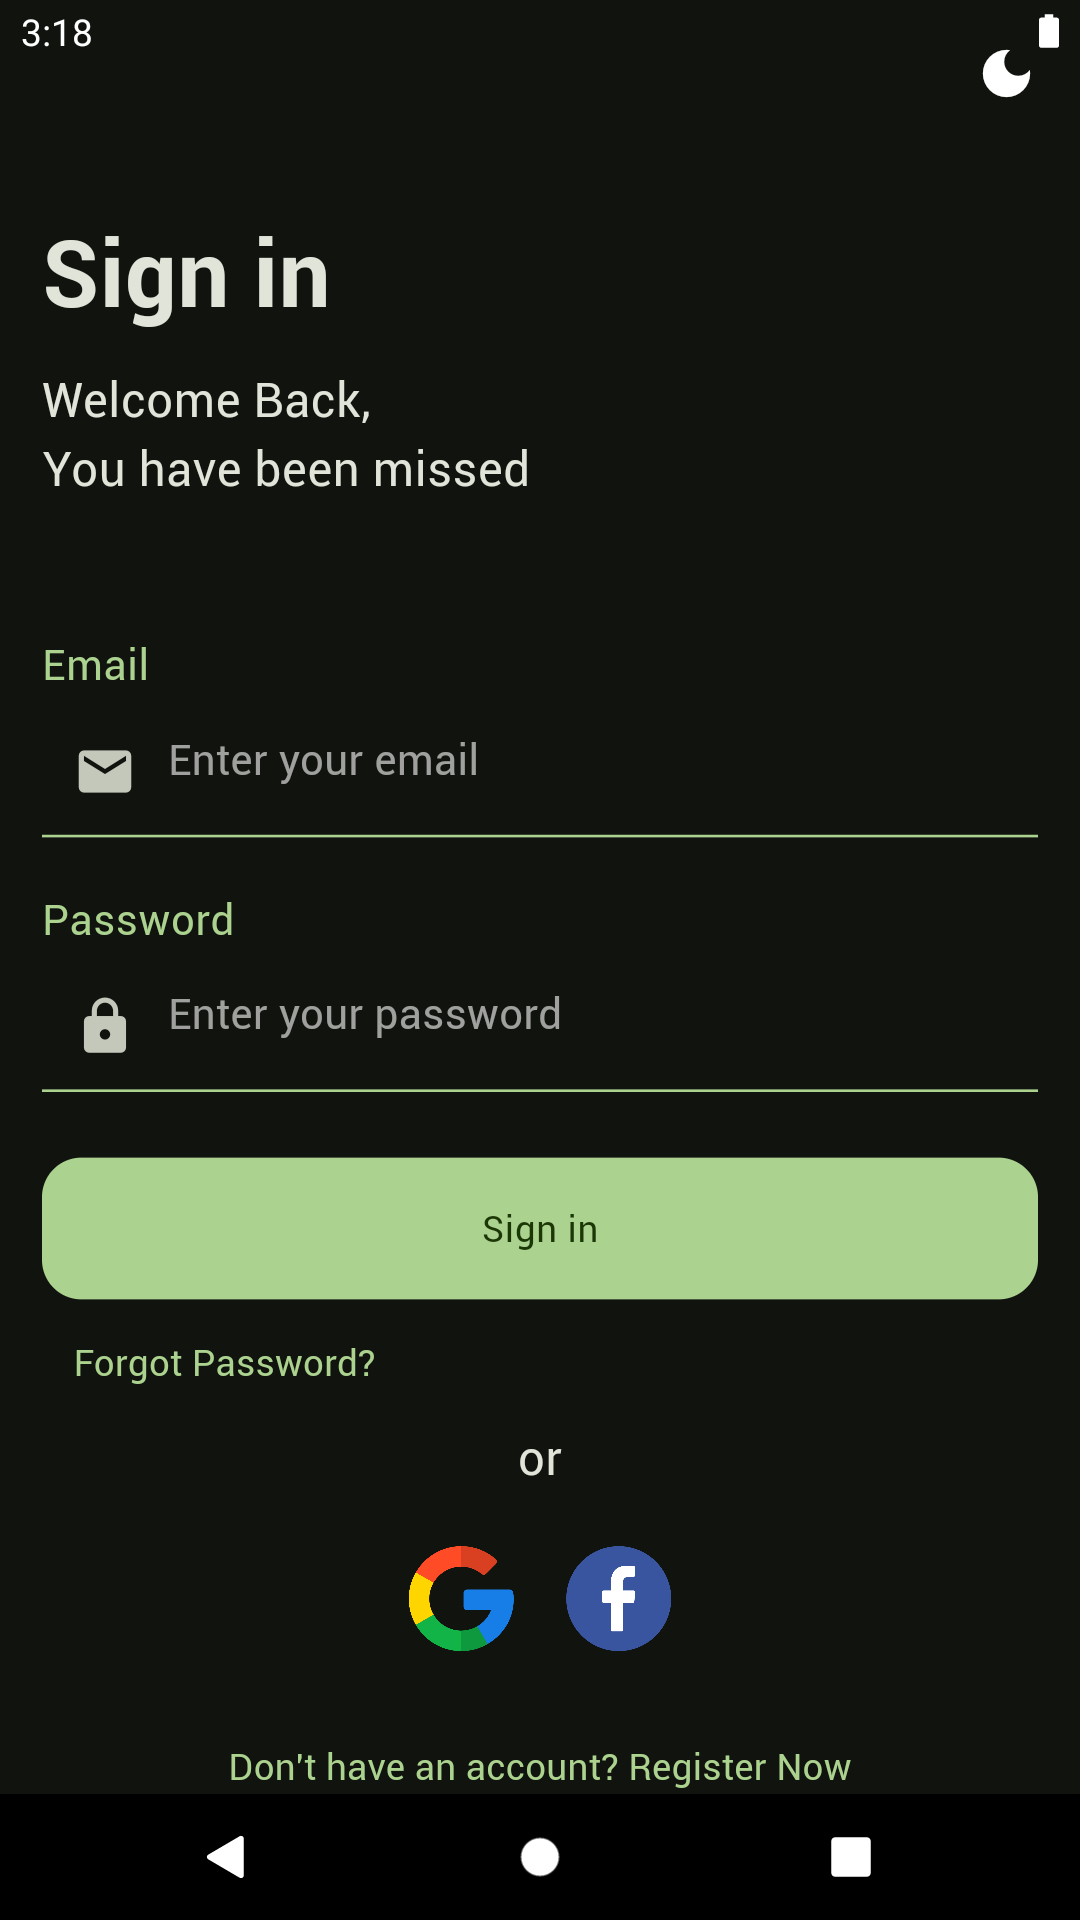 3:18
Sign in
Welcome Back,
You have been missed
Email
Enter your email
Password
Enter your password
Sign in
Forgot Password?
or
Don't have an account? Register Now